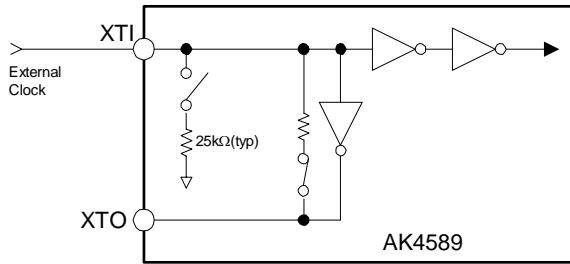 XTI
External
Clock
25kΩ(typ)
XTO
AK4589